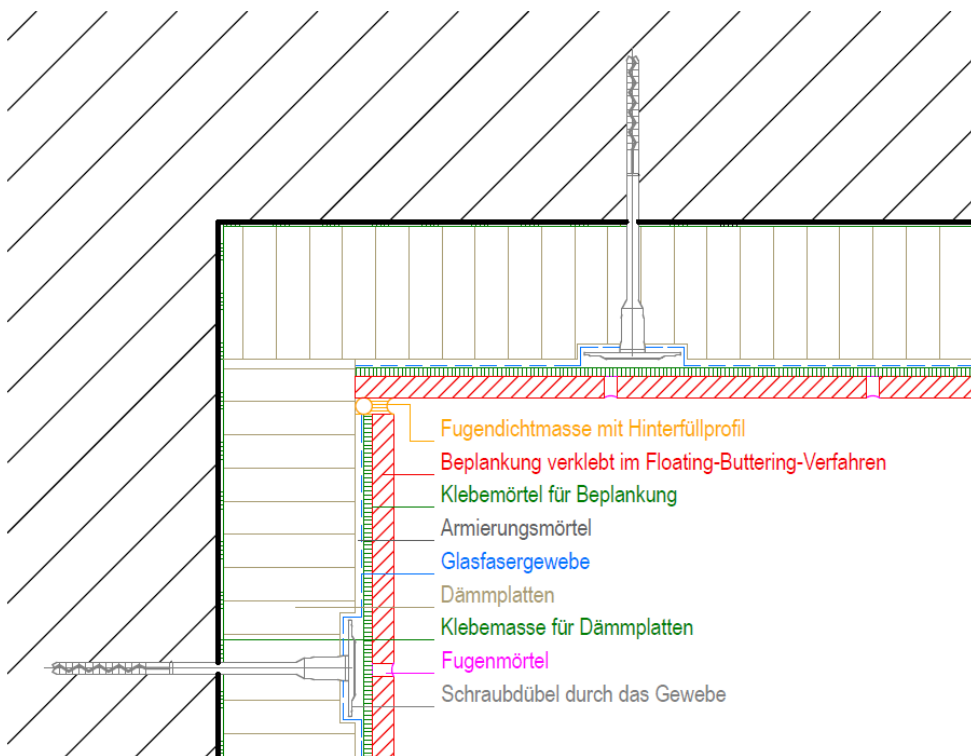 Fugendichtmasse mit Hinterfüllprofil
Beplankung verklebt im Floating-Buttering-Verfahren
Klebemörtel für Beplankung
Armierungsmörtel
Glasfasergewebe
Dämmplatten
Klebemasse für Dämmplatten
Fugenmörtel
Schraubdübel durch das Gewebe